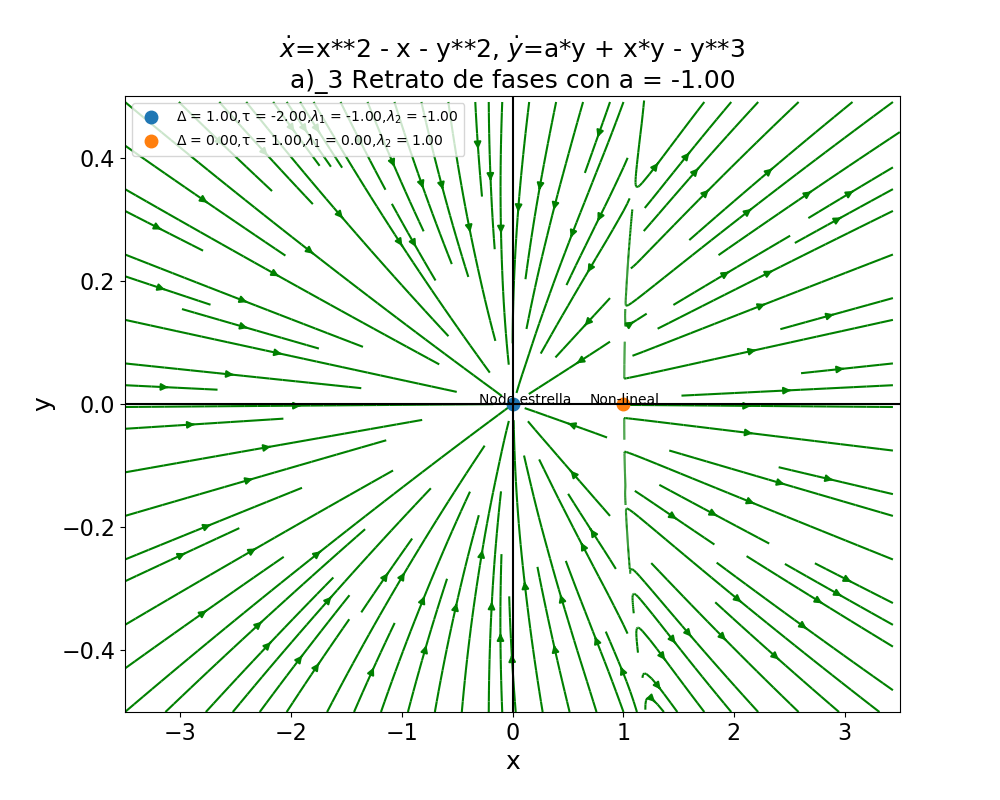 ẋ=x**2 - x - y**2, ẏ=a*y + x*y - y**3
a)_3 Retrato de fases con a = -1.00
Δ = 1.00,τ = -2.00,λ₁ = -1.00,λ₂ = -1.00
Δ = 0.00,τ = 1.00,λ₁ = 0.00,λ₂ = 1.00
0.4
0.2
0.0
−0.2
−0.4
y
Nodo estrella
Non-lineal
−3
−2
−1
0
1
2
3
x